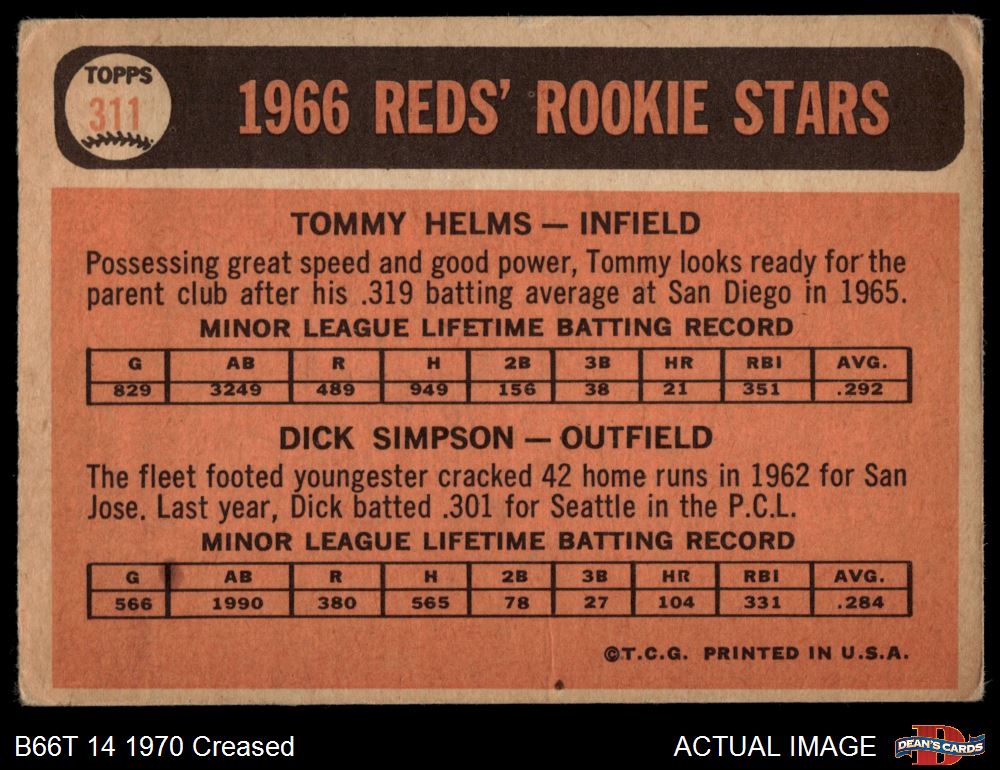 TOPPS
311
1966 REDS' ROOKIE STARS
TOMMY HELMS — INFIELD
Possessing great speed and good power, Tommy looks ready for the
parent club after his .319 batting average at San Diego in 1965.
MINOR LEAGUE LIFETIME BATTING RECORD
G AB R H 2B 3B HR RBI AVG.
829 3249 489 949 156 38 21 351 .292
DICK SIMPSON — OUTFIELD
The fleet footed youngester cracked 42 home runs in 1962 for San
Jose. Last year, Dick batted .301 for Seattle in the P.C.L.
MINOR LEAGUE LIFETIME BATTING RECORD
G AB R H 2B 3B HR RBI AVG.
566 1990 380 565 78 27 104 331 .284
©T.C.G. PRINTED IN U.S.A.
B66T 14 1970 Creased
ACTUAL IMAGE
DEAN'S CARDS